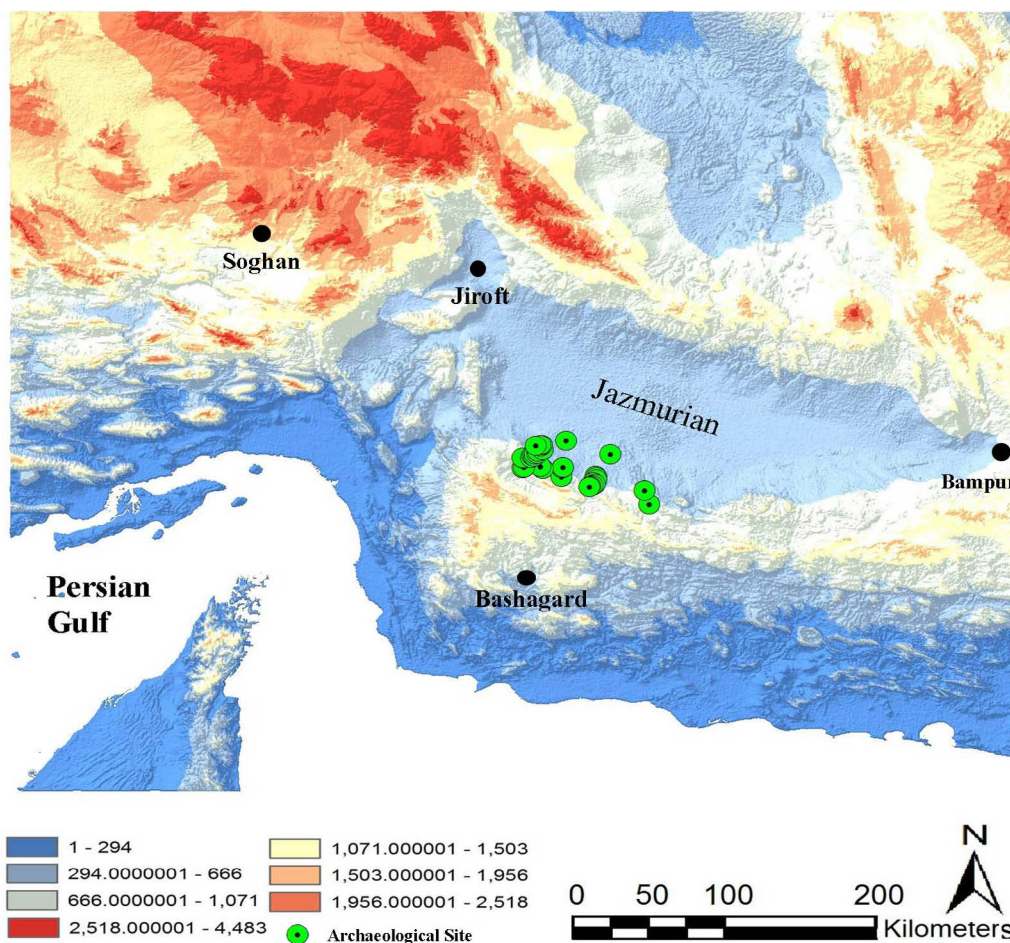 Soghan
Jiroft
Jazmurian
Bampur
Persian
Gulf
Bashagard
1 - 294
294.0000001 - 666
666.0000001 - 1,071
2,518.000001 - 4,483
1,071.000001 - 1,503
1,503.000001 - 1,956
1,956.000001 - 2,518
Archaeological Site
N
0 50 100 200
Kilometers